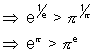 ⇒ e^{1/e} > π^{1/π}
⇒ e^π > π^e